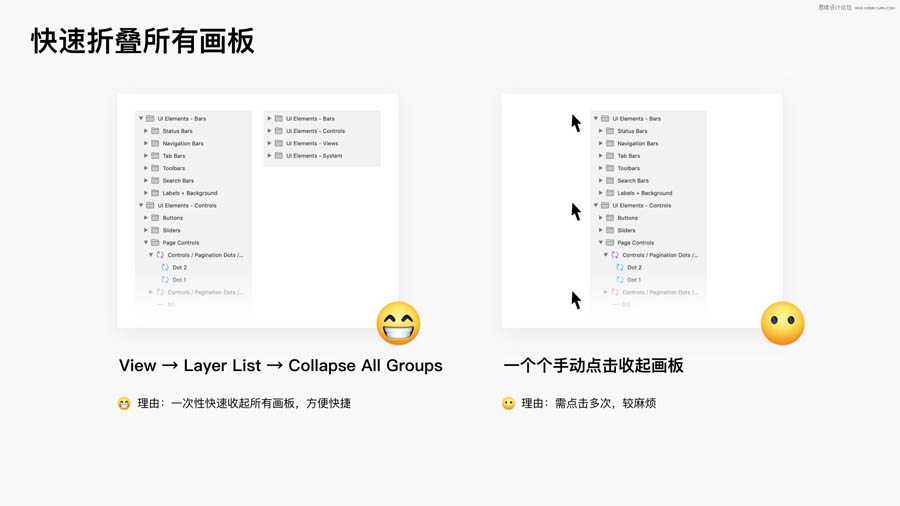 思缘设计论坛
快速折叠所有画板
UI Elements - Bars
Status Bars
Navigation Bars
Tab Bars
Toolbars
Search Bars
Labels + Background
UI Elements - Controls
Buttons
Sliders
Page Controls
Controls / Pagination Dots /...
Dot 2
Dot 1
Controls / Pagination Dots /...
UI Elements - Bars
UI Elements - Controls
UI Elements - Views
UI Elements - System
View → Layer List → Collapse All Groups
理由：一次性快速收起所有画板，方便快捷
UI Elements - Bars
Status Bars
Navigation Bars
Tab Bars
Toolbars
Search Bars
Labels + Background
UI Elements - Controls
Buttons
Sliders
Page Controls
Controls / Pagination Dots /...
Dot 2
Dot 1
Controls / Pagination Dots /...
一个个手动点击收起画板
理由：需点击多次，较麻烦